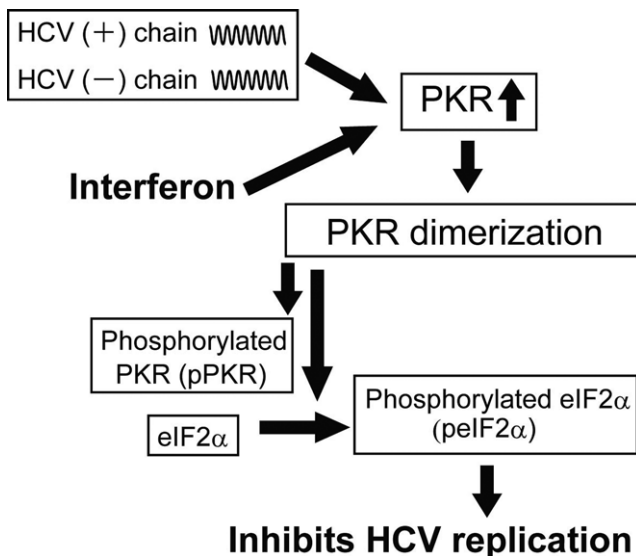 HCV (+) chain
HCV (−) chain
PKR
Interferon
PKR dimerization
Phosphorylated
PKR (pPKR)
eIF2α
Phosphorylated eIF2α
(peIF2α)
Inhibits HCV replication